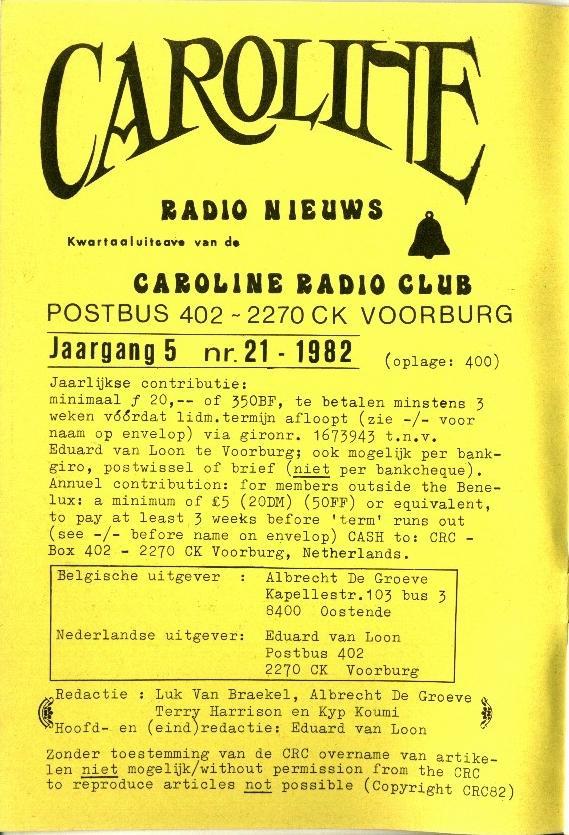 CAROLINE
RADIO NIEUWS
Kwartaaluitgave van de
CAROLINE RADIO CLUB
POSTBUS 402 ~ 2270 CK VOORBURG
Jaargang 5 nr. 21 - 1982 (oplage: 400)
Jaarlijkse contributie:
minimaal ƒ 20,-- of 350BF, te betalen minstens 3
weken vóórdat lidm.termijn afloopt (zie -/- voor
naam op envelop) via gironr. 1673943 t.n.v.
Eduard van Loon te Voorburg; ook mogelijk per bank-
giro, postwissel of brief (niet per bankcheque).
Annuel contribution: for members outside the Bene-
lux: a minimum of £5 (20DM) (50FF) or equivalent,
to pay at least 3 weeks before 'term' runs out
(see -/- before name on envelop) CASH to: CRC -
Box 402 - 2270 CK Voorburg, Netherlands.
Belgische uitgever : Albrecht De Groeve
Kapellestr.103 bus 3
8400 Oostende
Nederlandse uitgever: Eduard van Loon
Postbus 402
2270 CK Voorburg
Redactie : Luk Van Braekel, Albrecht De Groeve
Terry Harrison en Kyp Koumi
Hoofd- en (eind)redactie: Eduard van Loon
Zonder toestemming van de CRC overname van artike-
len niet mogelijk/without permission from the CRC
to reproduce articles not possible (Copyright CRC82)